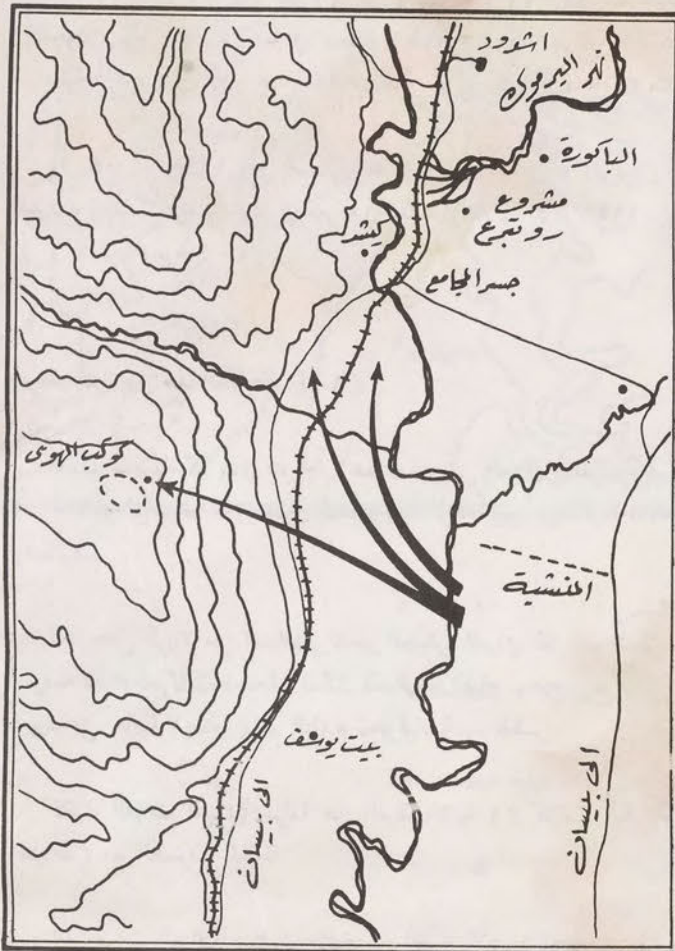 اشدود
نهر اليرموك
الباكورة
مشروع
روتنبرغ
جسر المجامع
كوكب الهوى
المنشية
بيت يوسف
الى بيسان
الى بيسان